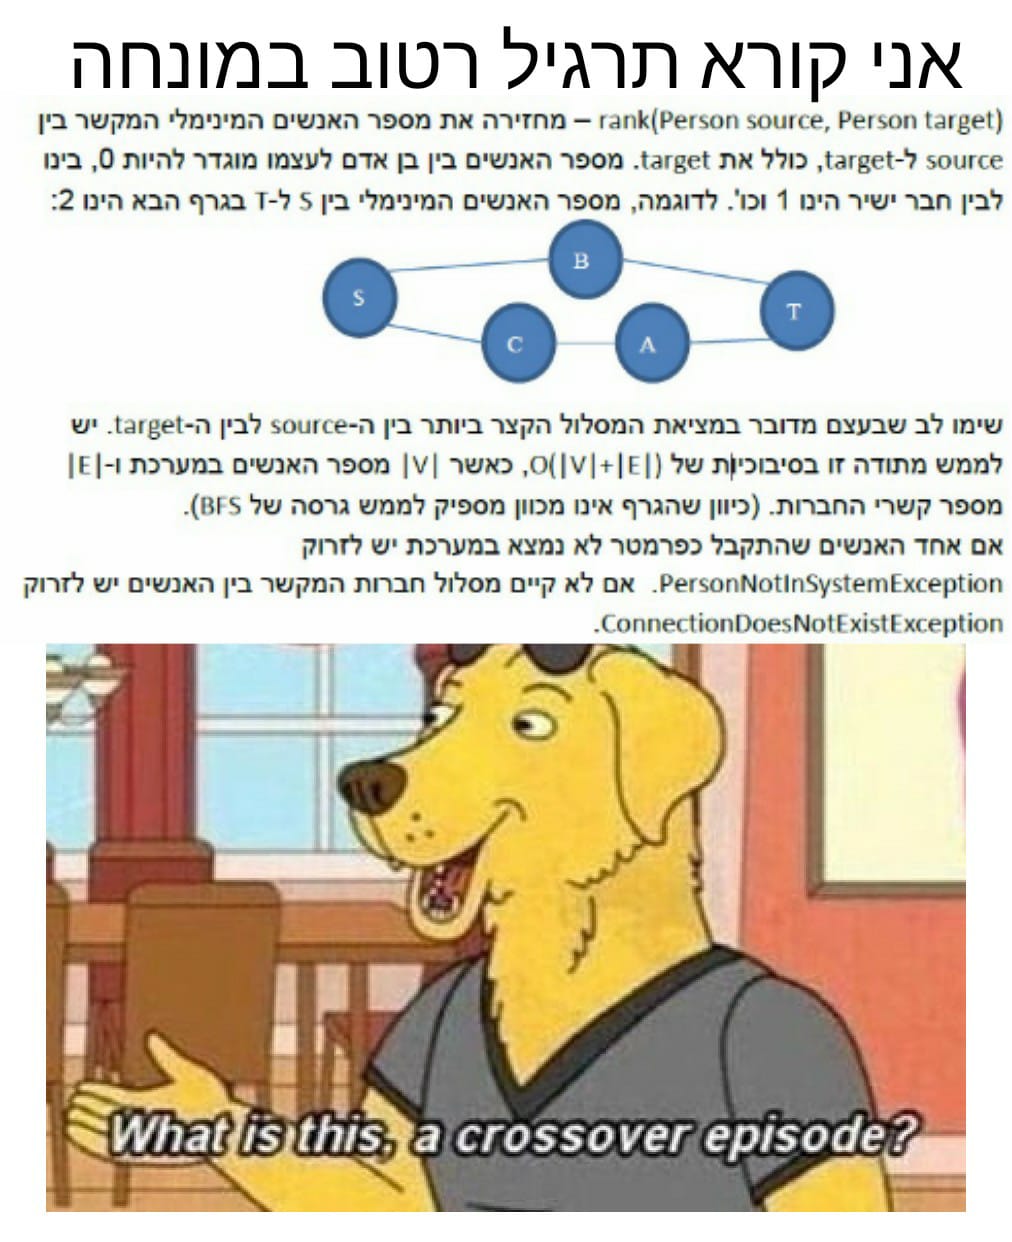 אני קורא תרגיל רטוב במונחה
rank(Person source, Person target) – מחזירה את מספר האנשים המינימלי המקשר בין
source ל-target, כולל את target. מספר האנשים בין בן אדם לעצמו מוגדר להיות 0, בינו
לבין חבר ישיר הינו 1 וכו'. לדוגמה, מספר האנשים המינימלי בין S ל-T בגרף הבא הינו 2:
B
S
T
C
A
שימו לב שבעצם מדובר במציאת המסלול הקצר ביותר בין ה-source לבין ה-target. יש
לממש מתודה זו בסיבוכיות של O(|V|+|E|), כאשר |V| מספר האנשים במערכת ו-|E|
מספר קשרי החברות. (כיוון שהגרף אינו מכוון מספיק לממש גרסה של BFS).
אם אחד האנשים שהתקבל כפרמטר לא נמצא במערכת יש לזרוק
PersonNotInSystemException. אם לא קיים מסלול חברות המקשר בין האנשים יש לזרוק
ConnectionDoesNotExistException.
What is this, a crossover episode?